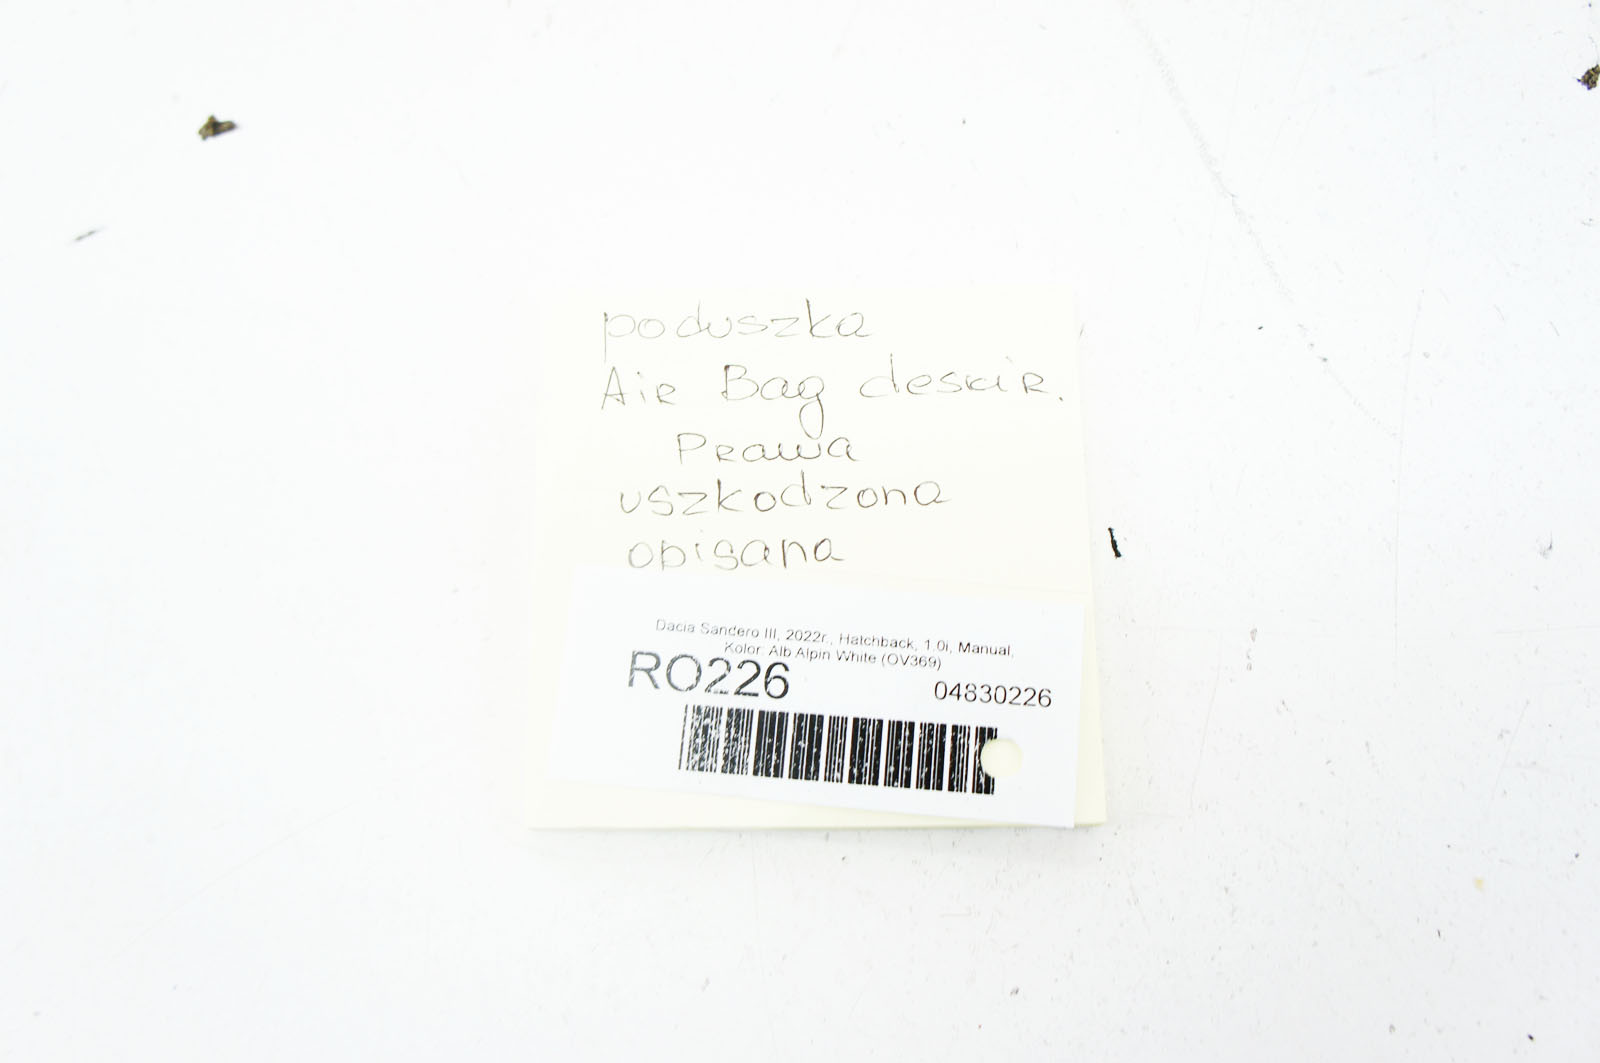 poduszka
Air Bag deski R.
Prawa
uszkodzona
opisana
Dacia Sandero III, 2022r., Hatchback, 1.0i, Manual,
Kolor: Alb Alpin White (OV369)
RO226
04830226